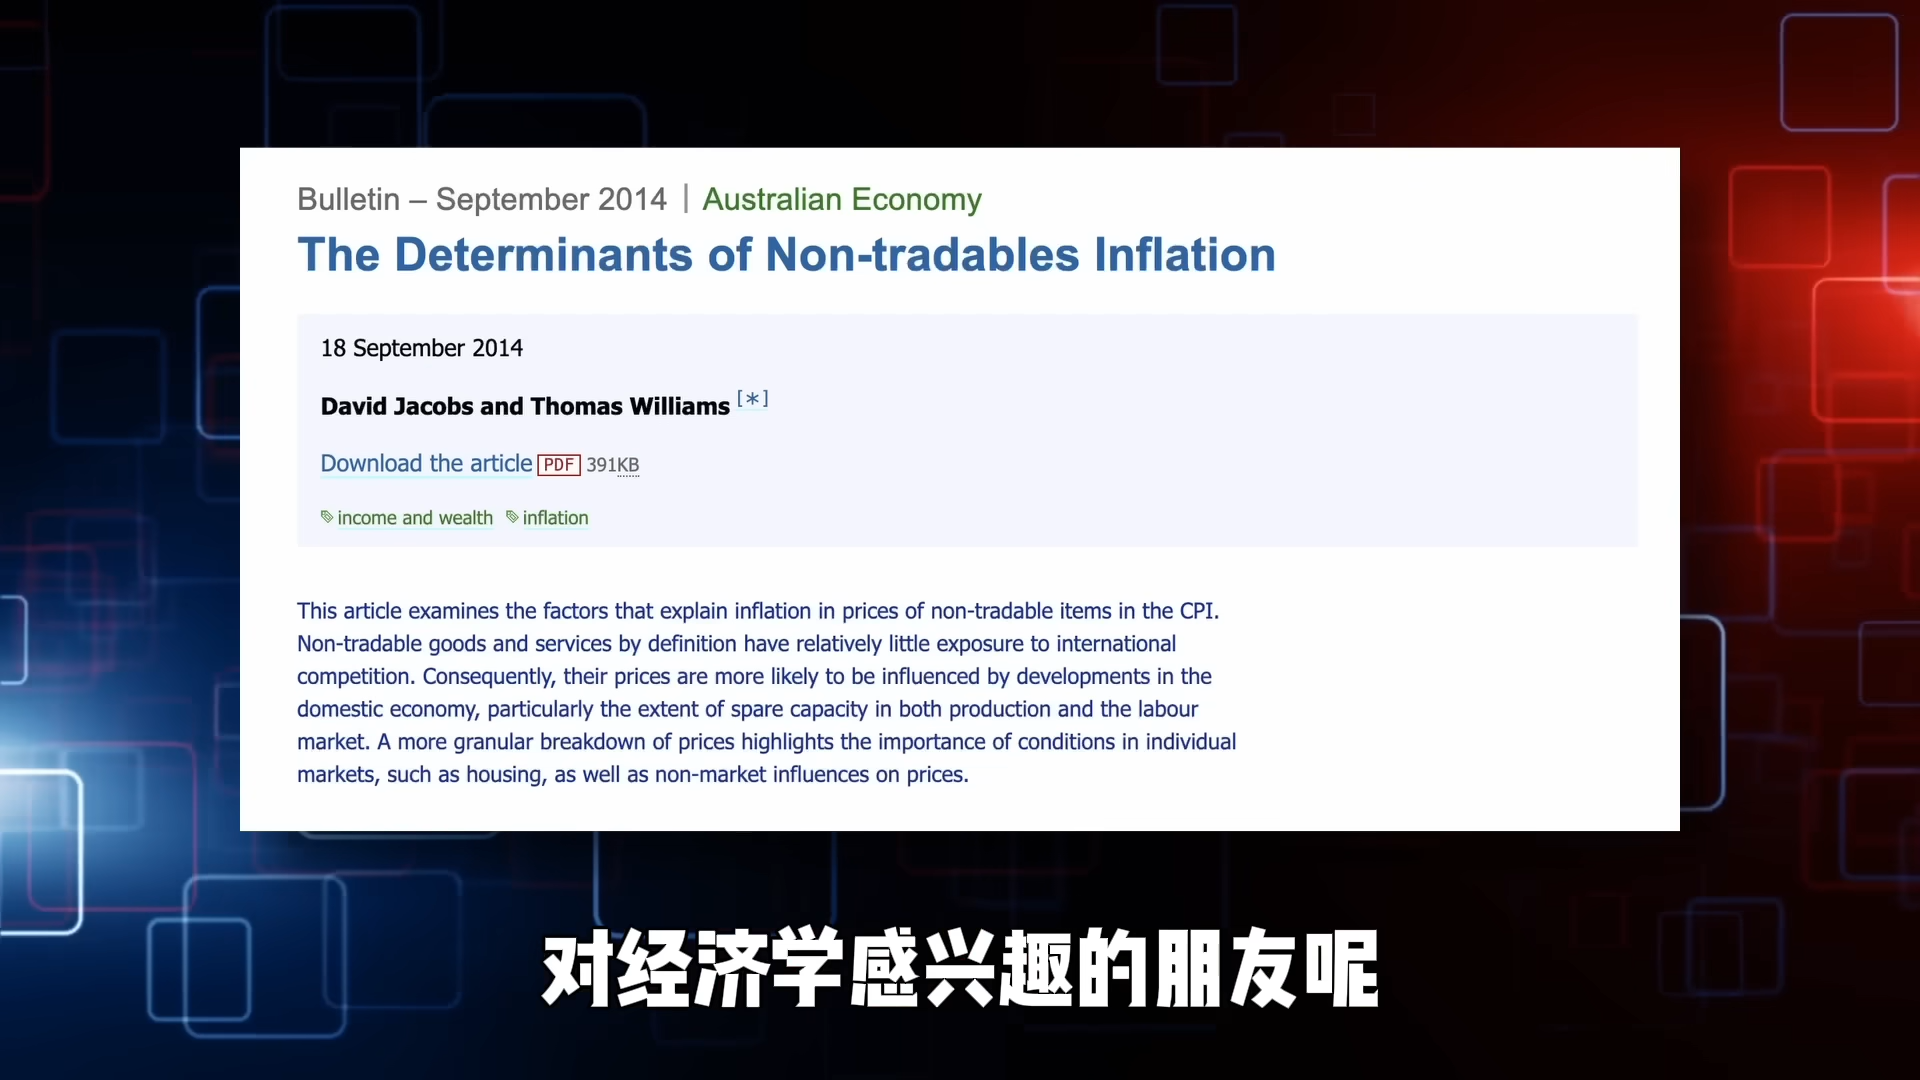 Bulletin – September 2014 | Australian Economy
The Determinants of Non-tradables Inflation
18 September 2014
David Jacobs and Thomas Williams [*]
Download the article PDF 391KB
income and wealth inflation
This article examines the factors that explain inflation in prices of non-tradable items in the CPI.
Non-tradable goods and services by definition have relatively little exposure to international
competition. Consequently, their prices are more likely to be influenced by developments in the
domestic economy, particularly the extent of spare capacity in both production and the labour
market. A more granular breakdown of prices highlights the importance of conditions in individual
markets, such as housing, as well as non-market influences on prices.
对经济学感兴趣的朋友呢